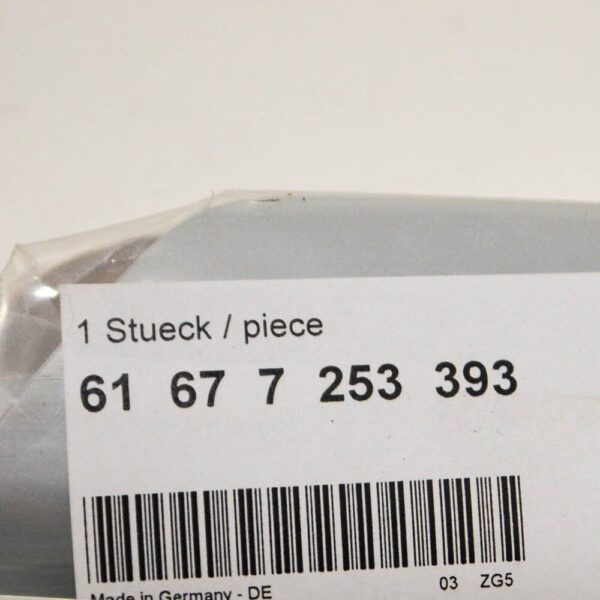 1 Stueck / piece
61 67 7 253 393
Made in Germany - DE 03 ZG5